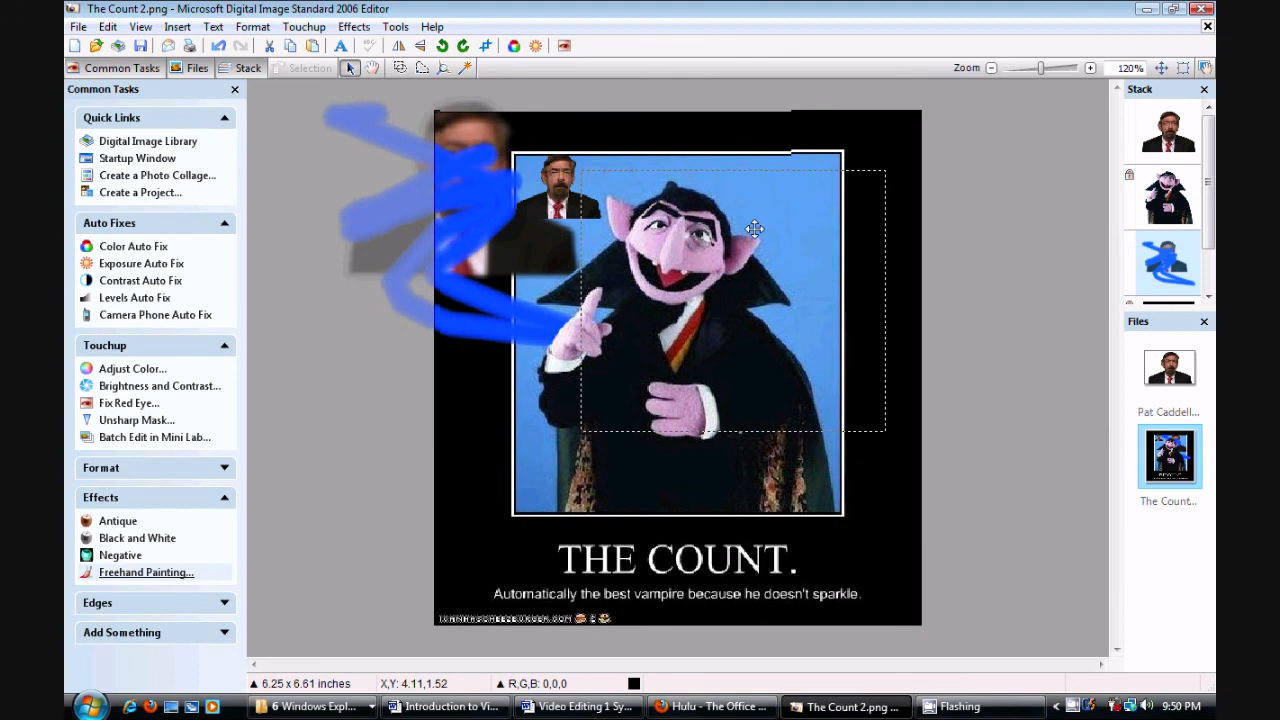 The Count 2.png - Microsoft Digital Image Standard 2006 Editor
File Edit View Insert Text Format Touchup Effects Tools Help
Common Tasks Files Stack Selection Zoom 120%
Common Tasks
Quick Links
Digital Image Library
Startup Window
Create a Photo Collage...
Create a Project...
Auto Fixes
Color Auto Fix
Exposure Auto Fix
Contrast Auto Fix
Levels Auto Fix
Camera Phone Auto Fix
Touchup
Adjust Color...
Brightness and Contrast...
Fix Red Eye...
Unsharp Mask...
Batch Edit in Mini Lab...
Format
Effects
Antique
Black and White
Negative
Freehand Painting...
Edges
Add Something
THE COUNT.
Automatically the best vampire because he doesn't sparkle.
Stack
Files
Pat Caddell...
The Count...
6.25 x 6.61 inches X,Y: 4.11,1.52 R,G,B: 0,0,0
6 Windows Expl... Introduction to Vi... Video Editing 1 Sy... Hulu - The Office ... The Count 2.png ... Flashing 9:50 PM